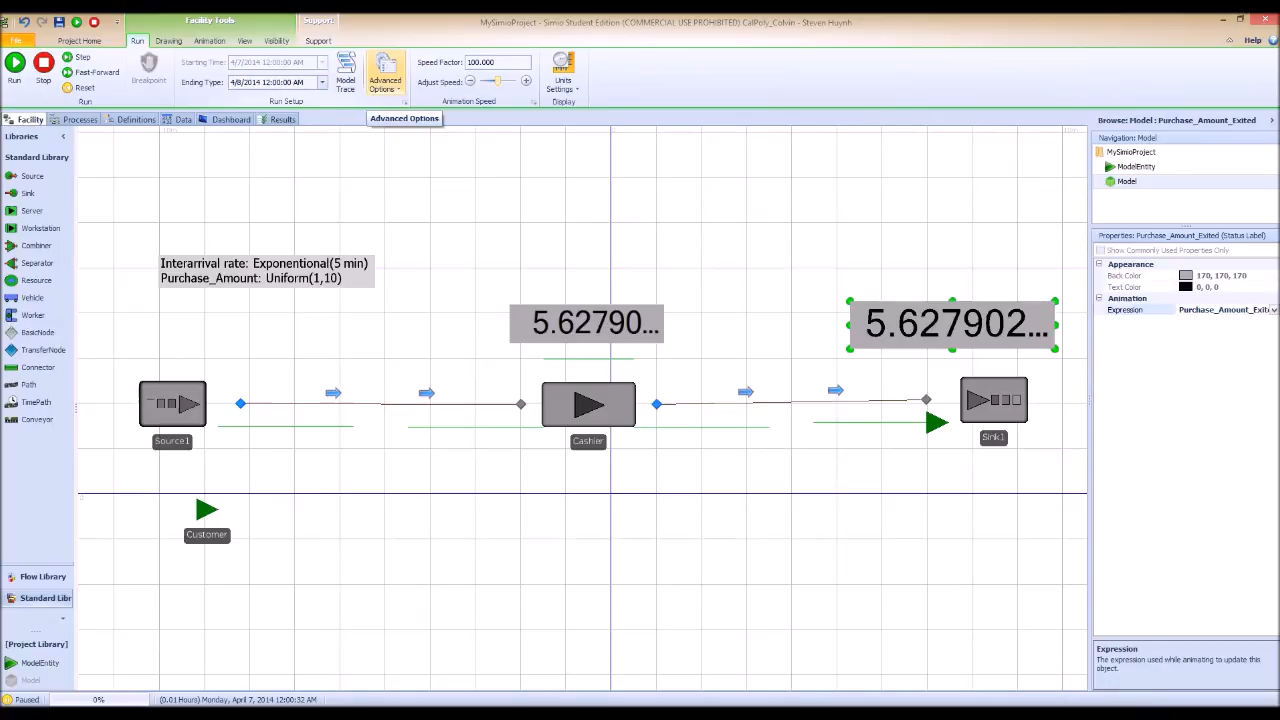 Facility Tools
Support
MySimioProject - Simio Student Edition (COMMERCIAL USE PROHIBITED) CalPoly_Colvin - Steven Huynh
File
Project Home
Run
Drawing
Animation
View
Visibility
Support
Help
Run
Stop
Step
Fast-Forward
Reset
Run
Breakpoint
Starting Time: 4/7/2014 12:00:00 AM
Ending Type: 4/8/2014 12:00:00 AM
Run Setup
Model Trace
Advanced Options
Speed Factor: 100.000
Adjust Speed:
Animation Speed
Units Settings
Display
Facility
Processes
Definitions
Data
Dashboard
Results
Advanced Options
Browse: Model : Purchase_Amount_Exited
Libraries
Standard Library
Source
Sink
Server
Workstation
Combiner
Separator
Resource
Vehicle
Worker
BasicNode
TransferNode
Connector
Path
TimePath
Conveyor
Flow Library
Standard Libr
[Project Library]
ModelEntity
Model
Interarrival rate: Exponentional(5 min)
Purchase_Amount: Uniform(1,10)
5.62790...
5.627902...
Source1
Cashier
Sink1
Customer
Navigation: Model
MySimioProject
ModelEntity
Model
Properties: Purchase_Amount_Exited (Status Label)
Show Commonly Used Properties Only
Appearance
Back Color 170, 170, 170
Text Color 0, 0, 0
Animation
Expression Purchase_Amount_Exit
Expression
The expression used while animating to update this
object.
Paused
0%
(0.01 Hours) Monday, April 7, 2014 12:00:32 AM